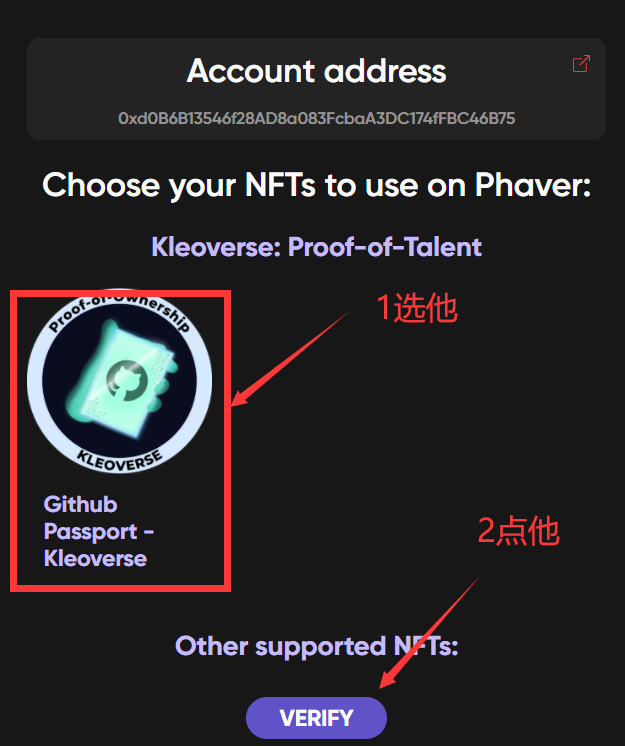 Account address
0xd0B6B13546f28AD8a083FcbaA3DC174fFBC46B75
Choose your NFTs to use on Phaver:
Kleoverse: Proof-of-Talent
1选他
Proof-of-Ownership
KLEOVERSE
Github
Passport -
Kleoverse
2点他
Other supported NFTs:
VERIFY